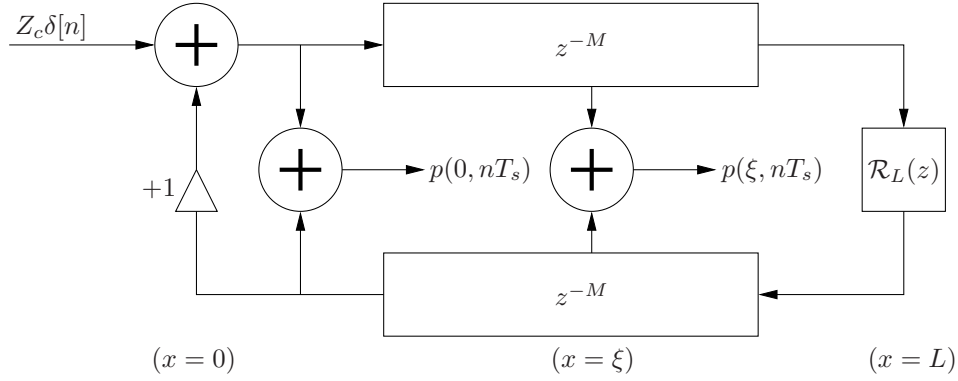 Z_cδ[n]
z^{-M}
+1
p(0, nT_s)
p(ξ, nT_s)
R_L(z)
z^{-M}
(x = 0)
(x = ξ)
(x = L)